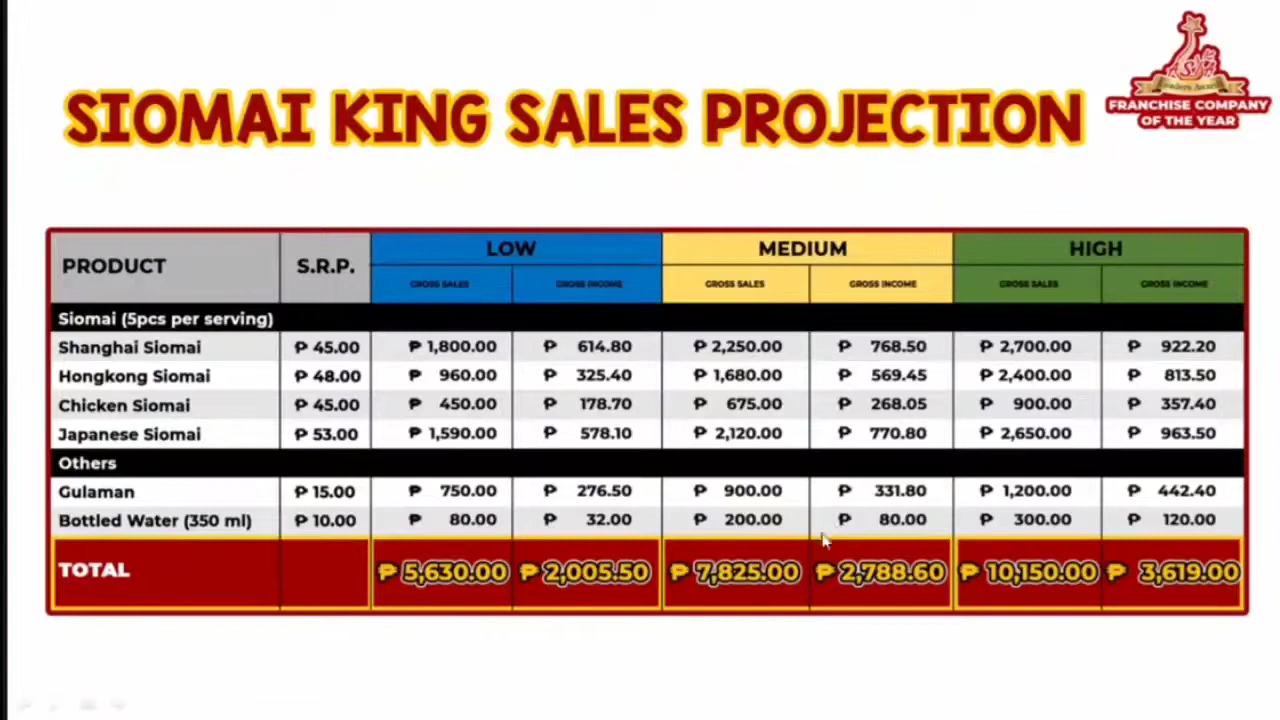 FRANCHISE COMPANY
OF THE YEAR
SIOMAI KING SALES PROJECTION
PRODUCT S.R.P. LOW MEDIUM HIGH
GROSS SALES GROSS INCOME GROSS SALES GROSS INCOME GROSS SALES GROSS INCOME
Siomai (5pcs per serving)
Shanghai Siomai ₱ 45.00 ₱ 1,800.00 ₱ 614.80 ₱ 2,250.00 ₱ 768.50 ₱ 2,700.00 ₱ 922.20
Hongkong Siomai ₱ 48.00 ₱ 960.00 ₱ 325.40 ₱ 1,680.00 ₱ 569.45 ₱ 2,400.00 ₱ 813.50
Chicken Siomai ₱ 45.00 ₱ 450.00 ₱ 178.70 ₱ 675.00 ₱ 268.05 ₱ 900.00 ₱ 357.40
Japanese Siomai ₱ 53.00 ₱ 1,590.00 ₱ 578.10 ₱ 2,120.00 ₱ 770.80 ₱ 2,650.00 ₱ 963.50
Others
Gulaman ₱ 15.00 ₱ 750.00 ₱ 276.50 ₱ 900.00 ₱ 331.80 ₱ 1,200.00 ₱ 442.40
Bottled Water (350 ml) ₱ 10.00 ₱ 80.00 ₱ 32.00 ₱ 200.00 ₱ 80.00 ₱ 300.00 ₱ 120.00
TOTAL ₱ 5,630.00 ₱ 2,005.50 ₱ 7,825.00 ₱ 2,788.60 ₱ 10,150.00 ₱ 3,619.00